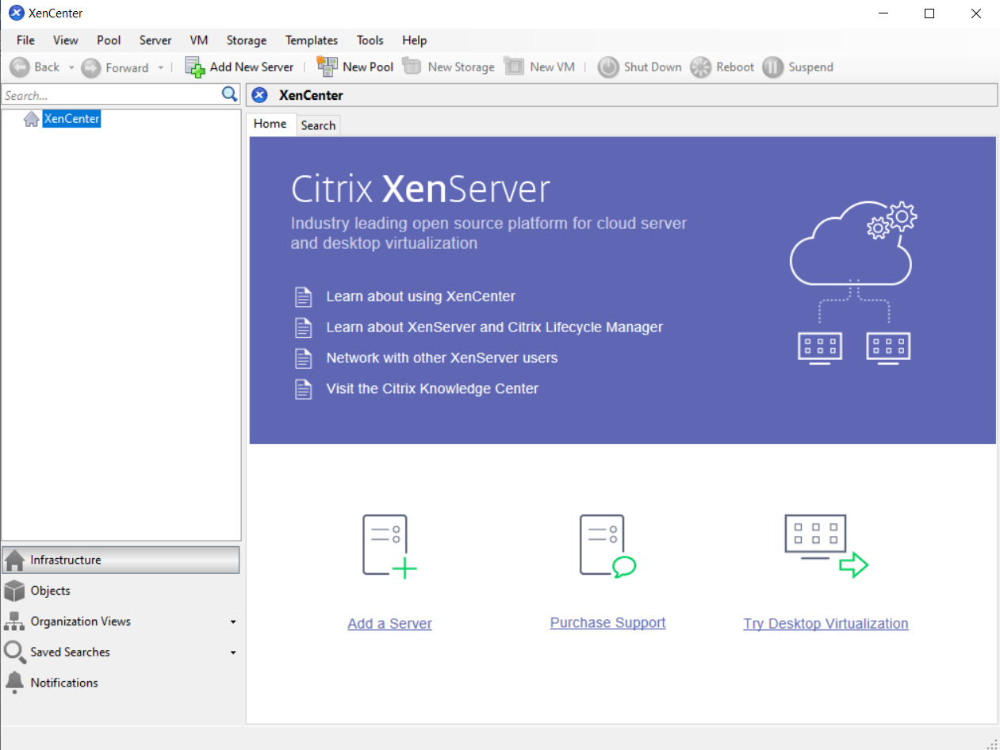 XenCenter
File View Pool Server VM Storage Templates Tools Help
Back Forward Add New Server New Pool New Storage New VM Shut Down Reboot Suspend
Search...
XenCenter
XenCenter
Home Search
Citrix XenServer
Industry leading open source platform for cloud server
and desktop virtualization
Learn about using XenCenter
Learn about XenServer and Citrix Lifecycle Manager
Network with other XenServer users
Visit the Citrix Knowledge Center
Add a Server Purchase Support Try Desktop Virtualization
Infrastructure
Objects
Organization Views
Saved Searches
Notifications